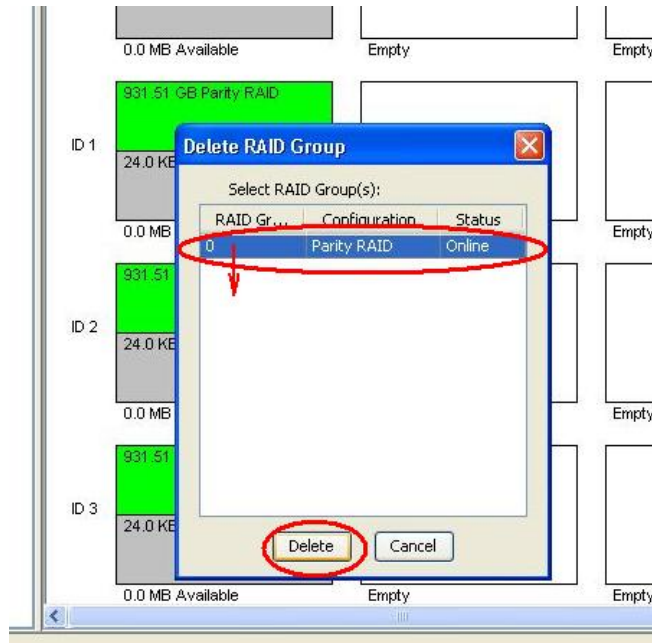 0.0 MB Available Empty Empty
931.51 GB Parity RAID
ID 1
Delete RAID Group
24.0 KB
Select RAID Group(s):
RAID Gr... Configuration Status
0.0 MB Empty
0 Parity RAID Online
931.51
ID 2
24.0 KB
0.0 MB Empty
931.51
ID 3
24.0 KB
Delete Cancel
0.0 MB Available Empty Empty